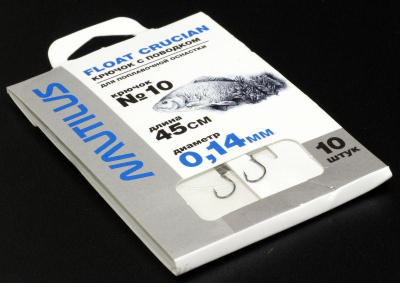 NAUTILUS
FLOAT CRUCIAN
КРЮЧОК С ПОВОДКОМ
ДЛЯ ПОПЛАВОЧНОЙ ОСНАСТКИ
крючок
№10
длина
45см
диаметр
0,14мм
10
штук